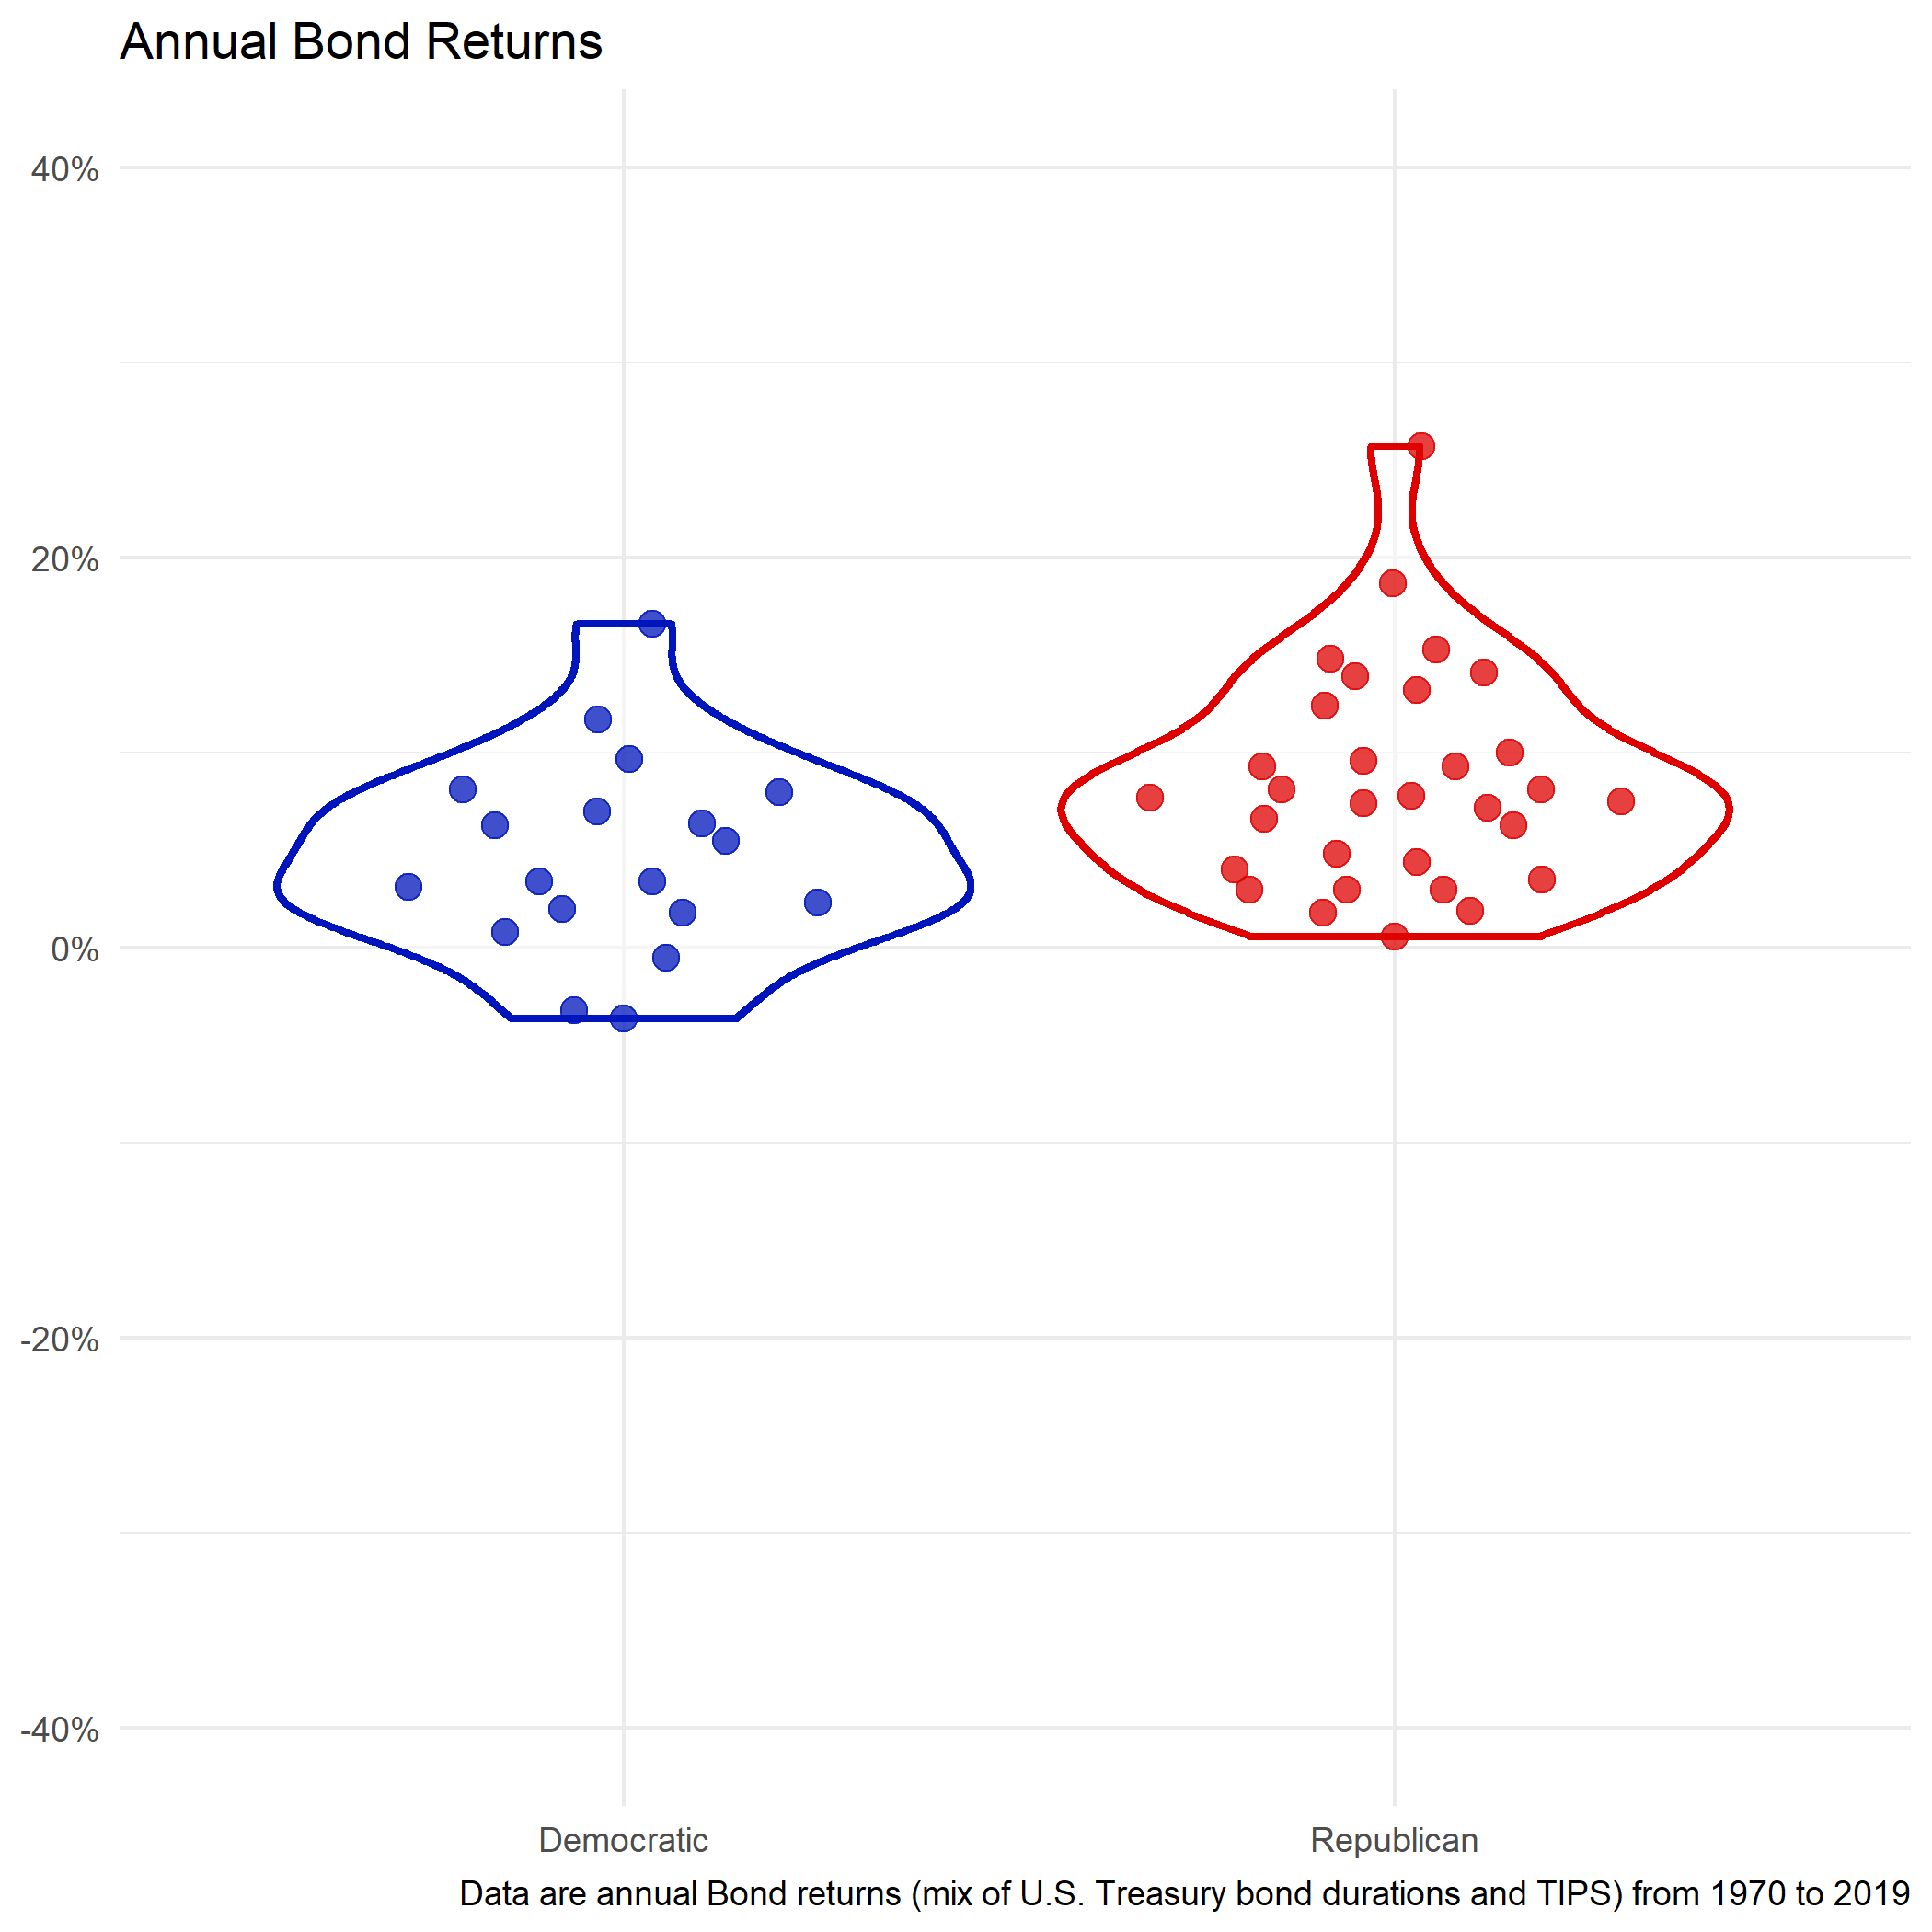 Annual Bond Returns
40%
20%
0%
-20%
-40%
Democratic
Republican
Data are annual Bond returns (mix of U.S. Treasury bond durations and TIPS) from 1970 to 2019